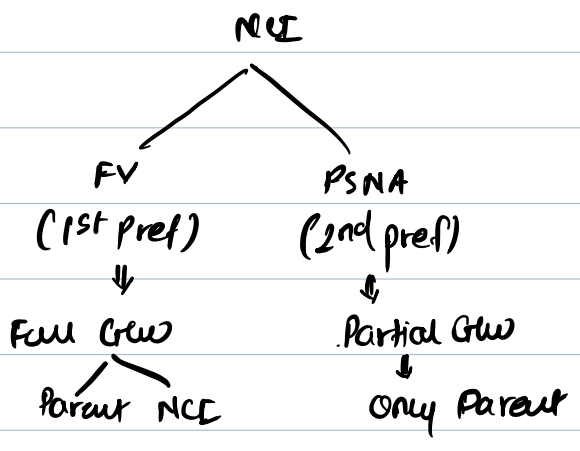 NCI
FV PSNA
(1st pref) (2nd pref)
Full GW Partial GW
Parent NCI Only Parent